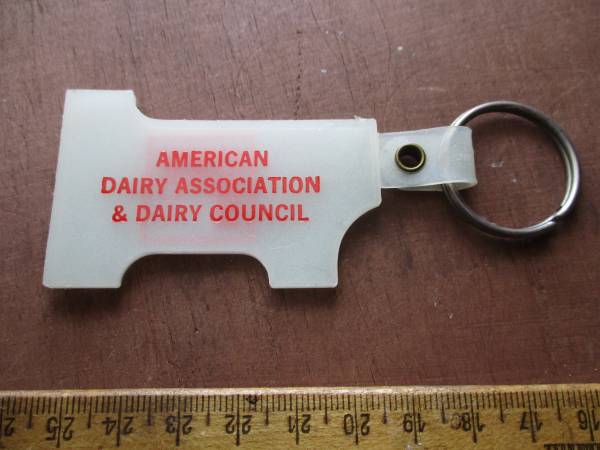 AMERICAN
DAIRY ASSOCIATION
& DAIRY COUNCIL
25 24 23 22 21 20 19 18 17 16